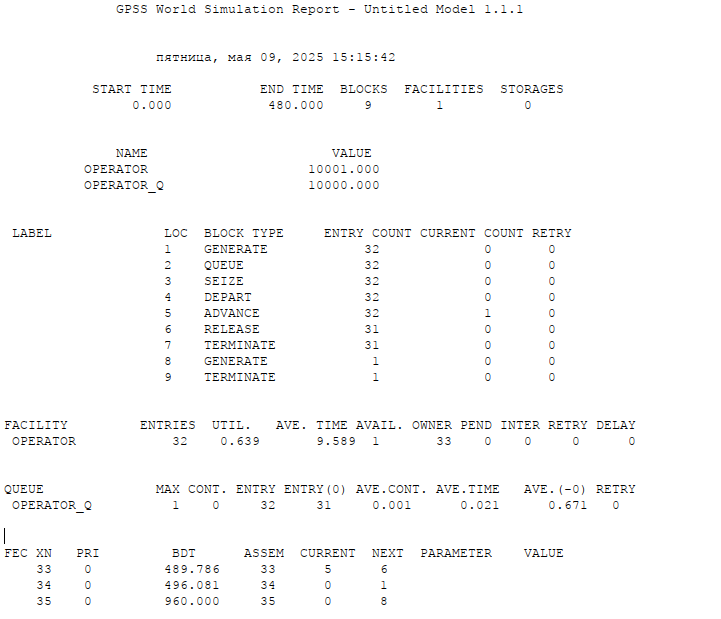 GPSS World Simulation Report - Untitled Model 1.1.1
пятница, мая 09, 2025 15:15:42
START TIME END TIME BLOCKS FACILITIES STORAGES
0.000 480.000 9 1 0
NAME VALUE
OPERATOR 10001.000
OPERATOR_Q 10000.000
LABEL LOC BLOCK TYPE ENTRY COUNT CURRENT COUNT RETRY
1 GENERATE 32 0 0
2 QUEUE 32 0 0
3 SEIZE 32 0 0
4 DEPART 32 0 0
5 ADVANCE 32 1 0
6 RELEASE 31 0 0
7 TERMINATE 31 0 0
8 GENERATE 1 0 0
9 TERMINATE 1 0 0
FACILITY ENTRIES UTIL. AVE. TIME AVAIL. OWNER PEND INTER RETRY DELAY
OPERATOR 32 0.639 9.589 1 33 0 0 0 0
QUEUE MAX CONT. ENTRY ENTRY(0) AVE.CONT. AVE.TIME AVE.(-0) RETRY
OPERATOR_Q 1 0 32 31 0.001 0.021 0.671 0
FEC XN PRI BDT ASSEM CURRENT NEXT PARAMETER VALUE
33 0 489.786 33 5 6
34 0 496.081 34 0 1
35 0 960.000 35 0 8